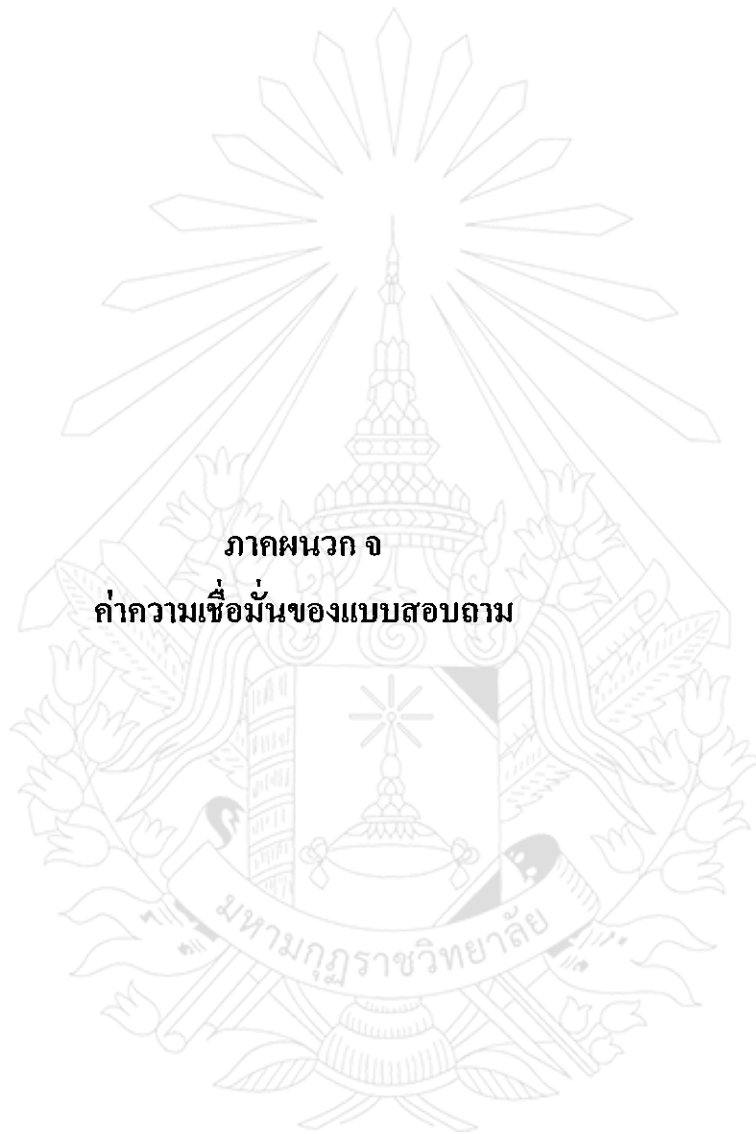 ภาคผนวก จ
ค่าความเชื่อมั่นของแบบสอบถาม
มหามกุฏราชวิทยาลัย